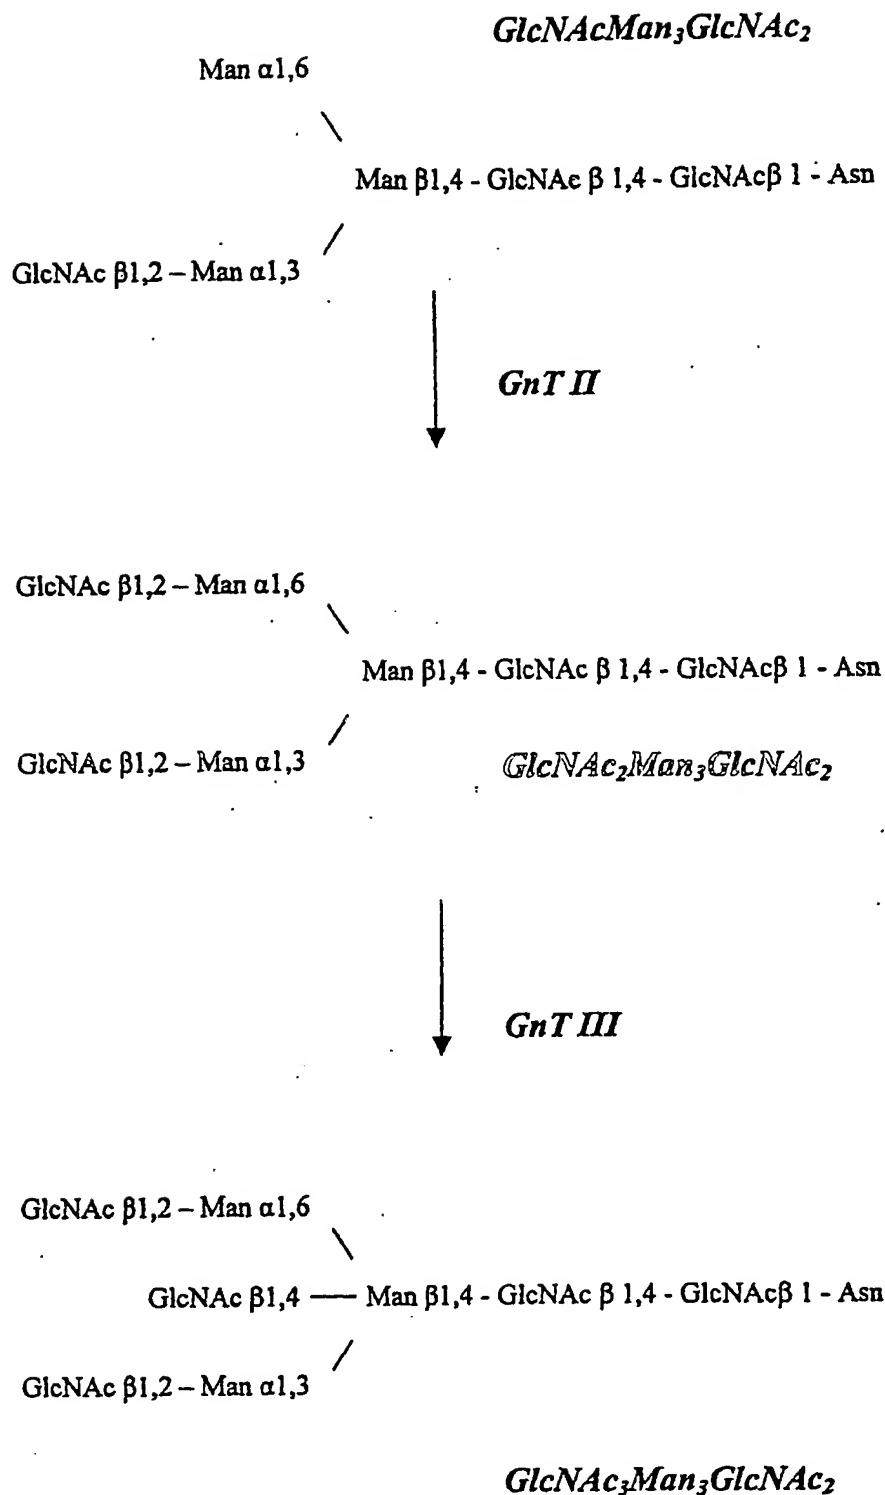 GlcNAcMan₃GlcNAc₂
Man α1,6
Man β1,4 - GlcNAc β 1,4 - GlcNAcβ 1 - Asn
GlcNAc β1,2 – Man α1,3
GnT II
GlcNAc β1,2 – Man α1,6
Man β1,4 - GlcNAc β 1,4 - GlcNAcβ 1 - Asn
GlcNAc β1,2 – Man α1,3
GlcNAc₂Man₃GlcNAc₂
GnT III
GlcNAc β1,2 – Man α1,6
GlcNAc β1,4 — Man β1,4 - GlcNAc β 1,4 - GlcNAcβ 1 - Asn
GlcNAc β1,2 – Man α1,3
GlcNAc₃Man₃GlcNAc₂